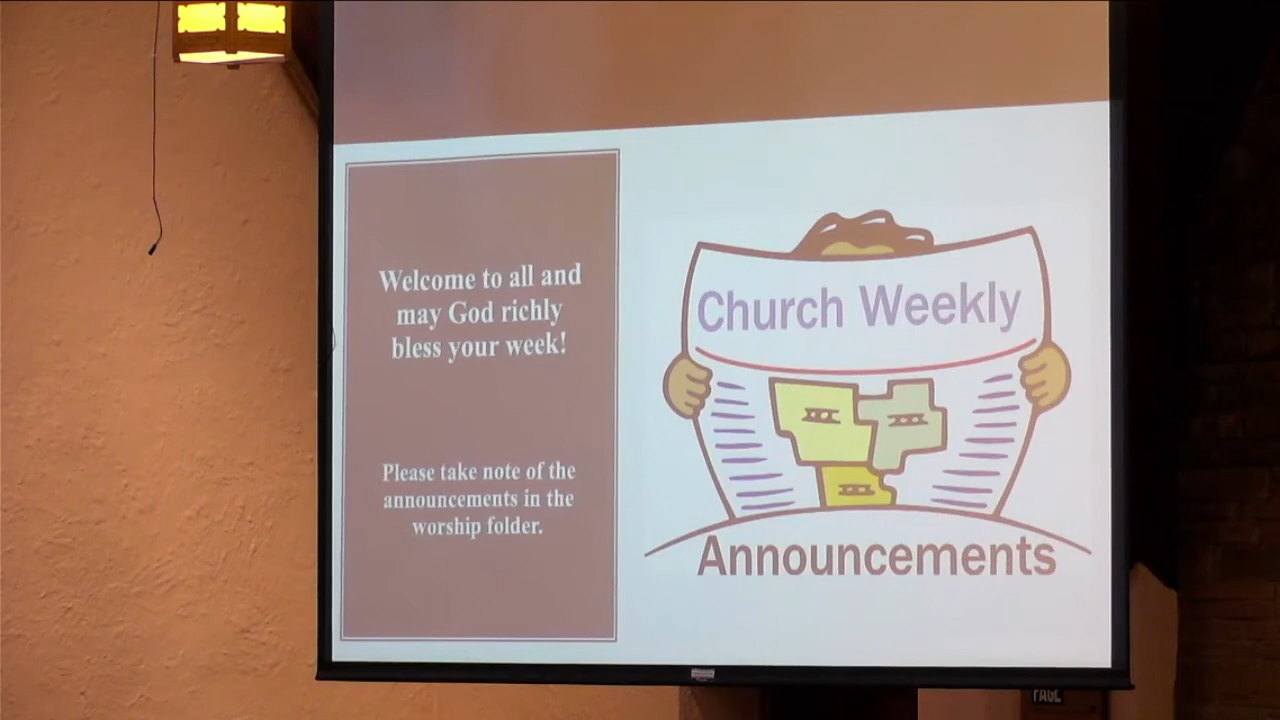 Welcome to all and
may God richly
bless your week!
Please take note of the
announcements in the
worship folder.
Church Weekly
Announcements
PAGE